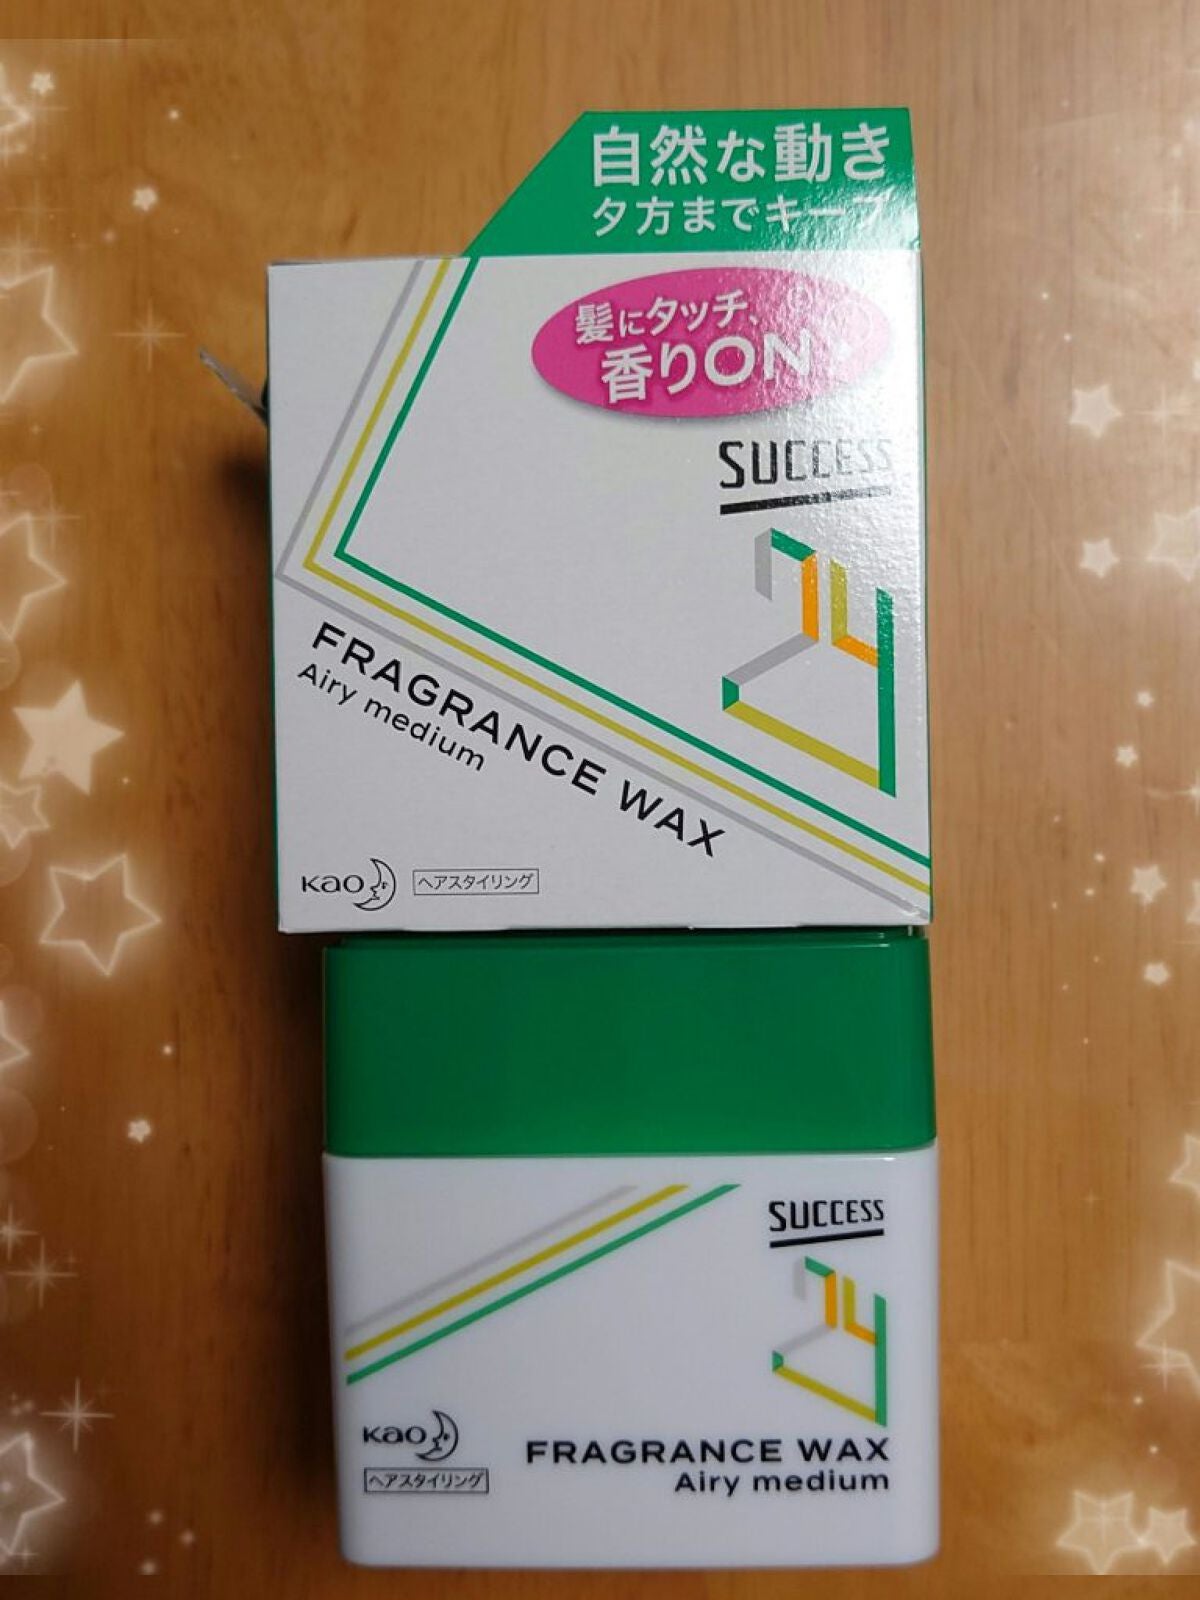 自然な動き
夕方までキープ
髪にタッチ、
香りON!
SUCCESS
24
FRAGRANCE WAX
Airy medium
Kao
ヘアスタイリング
SUCCESS
24
Kao
ヘアスタイリング
FRAGRANCE WAX
Airy medium